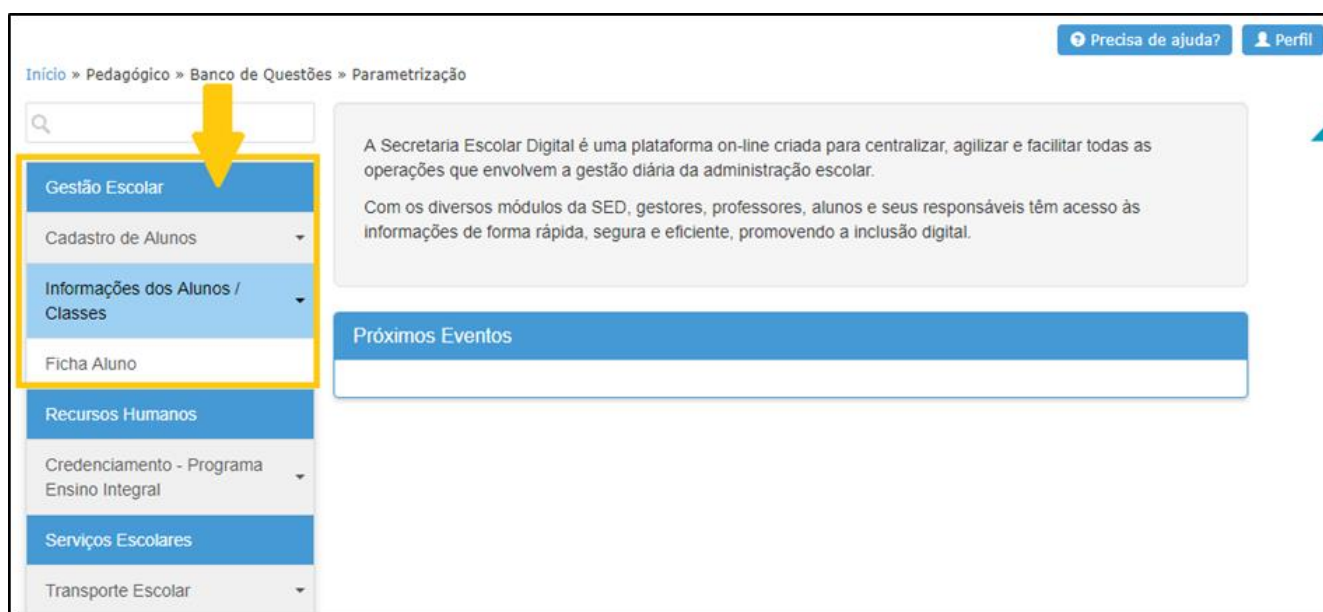 Precisa de ajuda?
Perfil
Início » Pedagógico » Banco de Questões » Parametrização
Gestão Escolar
Cadastro de Alunos
Informações dos Alunos /
Classes
Ficha Aluno
Recursos Humanos
Credenciamento - Programa
Ensino Integral
Serviços Escolares
Transporte Escolar
A Secretaria Escolar Digital é uma plataforma on-line criada para centralizar, agilizar e facilitar todas as
operações que envolvem a gestão diária da administração escolar.
Com os diversos módulos da SED, gestores, professores, alunos e seus responsáveis têm acesso às
informações de forma rápida, segura e eficiente, promovendo a inclusão digital.
Próximos Eventos